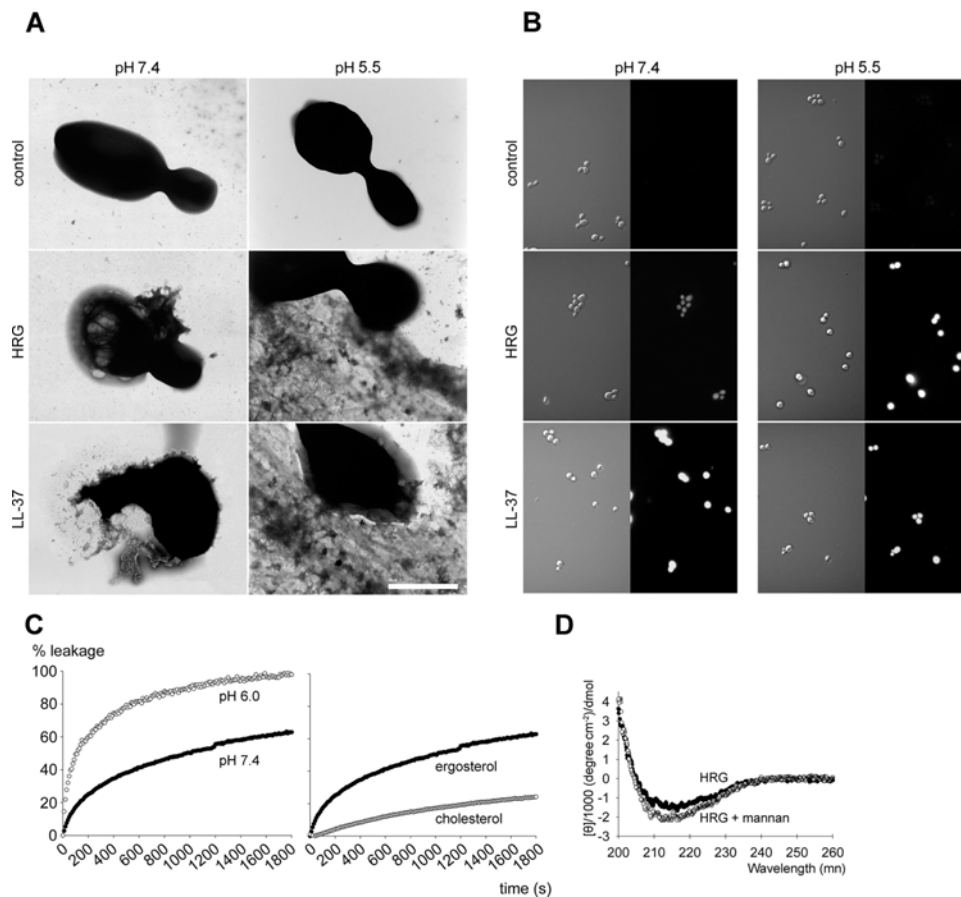 A
B
pH 7.4
pH 5.5
pH 7.4
pH 5.5
control
HRG
LL-37
control
HRG
LL-37
C
% leakage
100
80
60
40
20
0
pH 6.0
pH 7.4
0 200 400 600 800 1000 1200 1400 1600 1800
ergosterol
cholesterol
0 200 400 600 800 1000 1200 1400 1600 1800
time (s)
D
[θ]/1000 (degree cm-2)/dmol
4
3
2
1
0
-1
-2
-3
HRG
HRG + mannan
200 210 220 230 240 250 260
Wavelength (mn)